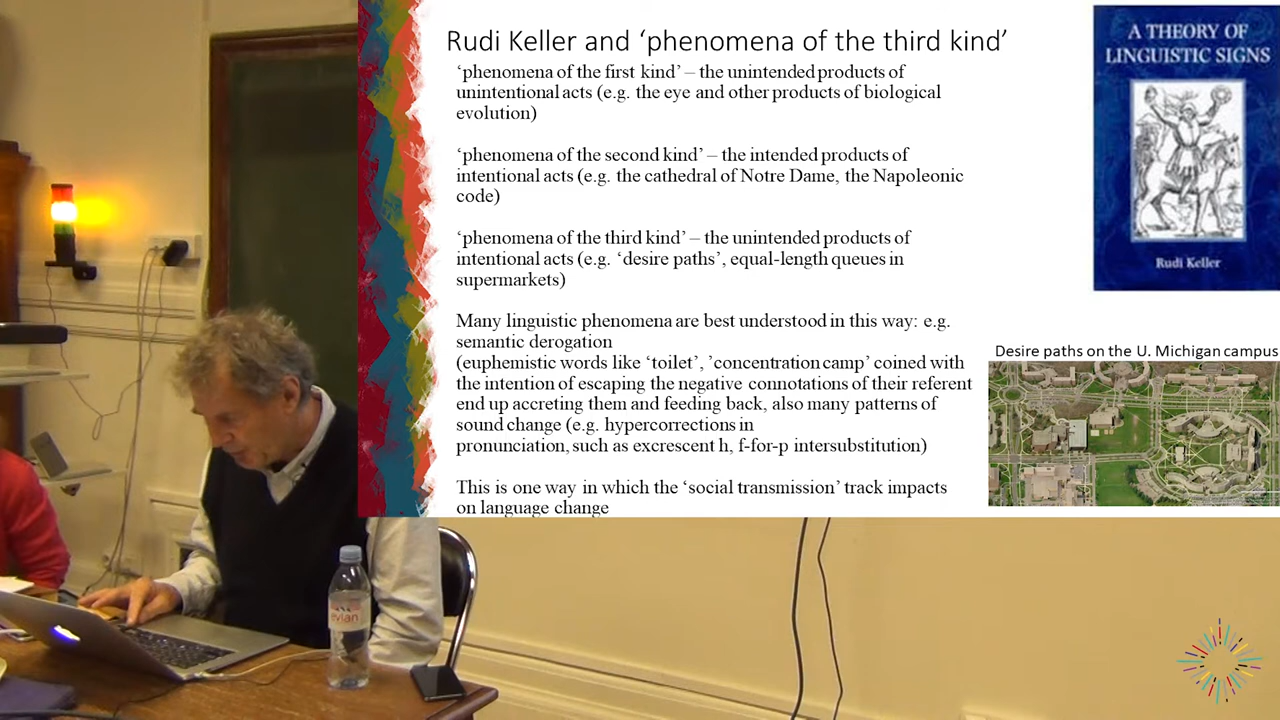 Rudi Keller and ‘phenomena of the third kind’
‘phenomena of the first kind’ – the unintended products of
unintentional acts (e.g. the eye and other products of biological
evolution)
‘phenomena of the second kind’ – the intended products of
intentional acts (e.g. the cathedral of Notre Dame, the Napoleonic
code)
‘phenomena of the third kind’ – the unintended products of
intentional acts (e.g. ‘desire paths’, equal-length queues in
supermarkets)
Many linguistic phenomena are best understood in this way: e.g.
semantic derogation
(euphemistic words like ‘toilet’, ’concentration camp’ coined with
the intention of escaping the negative connotations of their referent
end up accreting them and feeding back, also many patterns of
sound change (e.g. hypercorrections in
pronunciation, such as excrescent h, f-for-p intersubstitution)
This is one way in which the ‘social transmission’ track impacts
on language change
A THEORY OF
LINGUISTIC SIGNS
Rudi Keller
Desire paths on the U. Michigan campus
evian